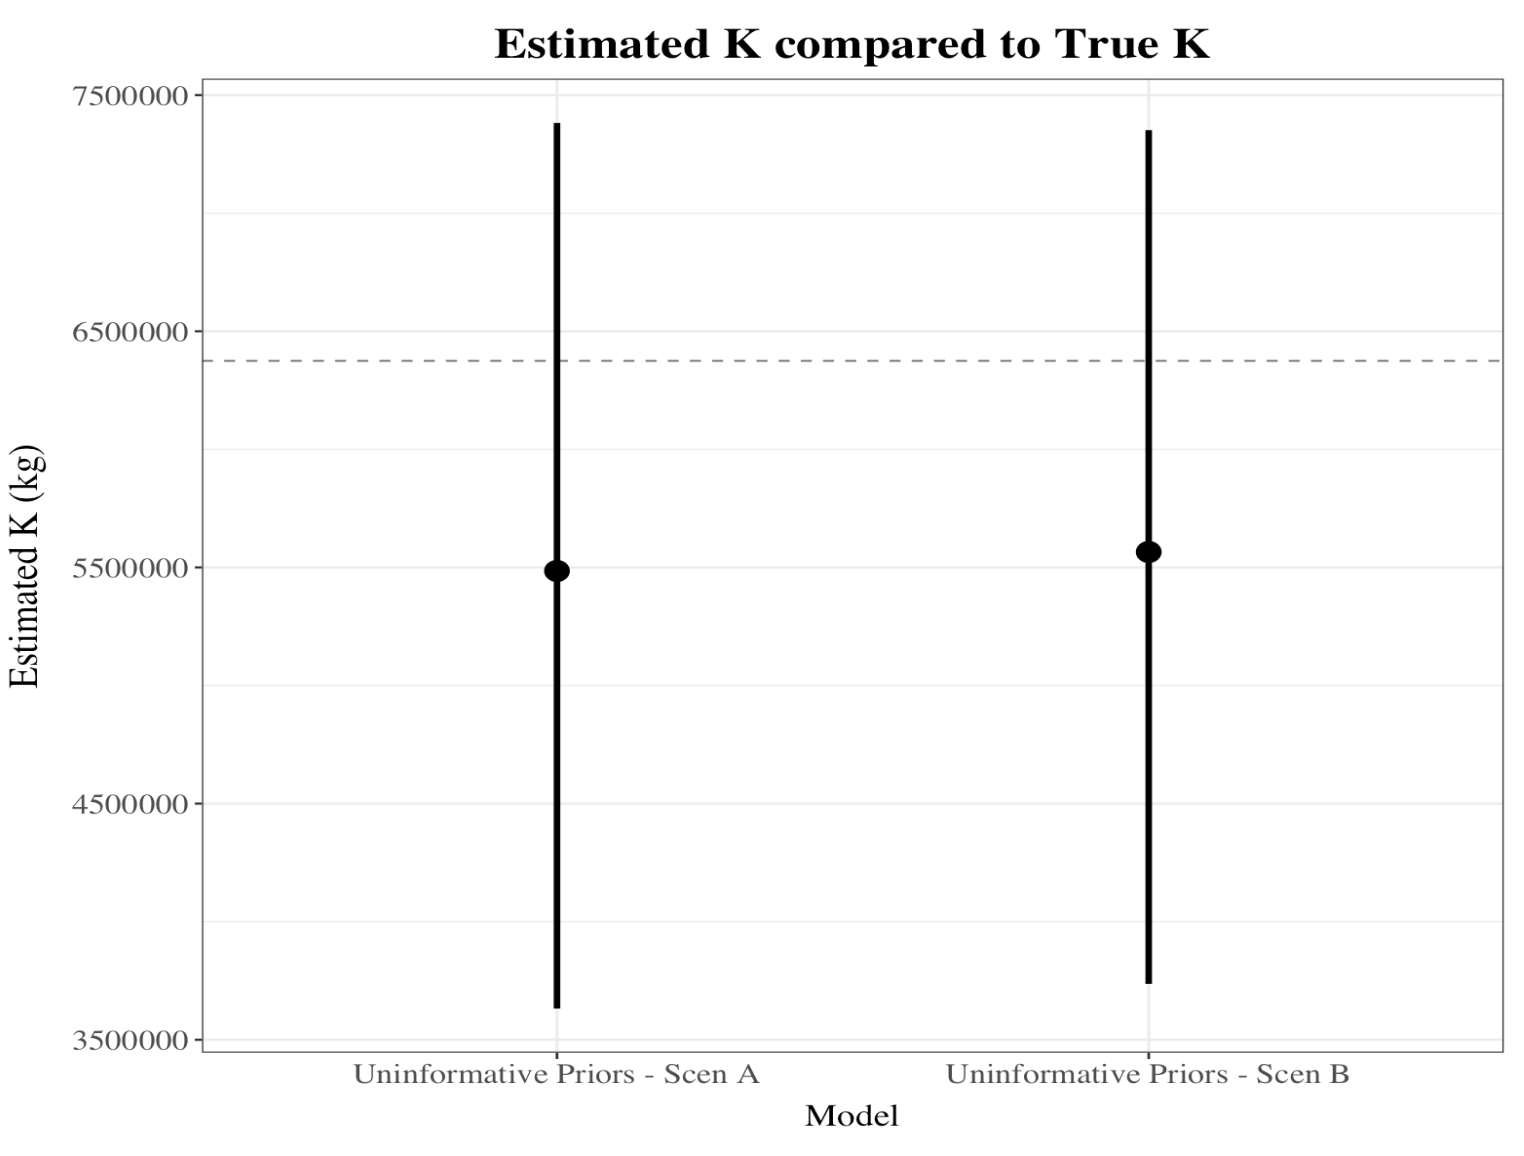 Estimated K compared to True K
7500000
6500000
5500000
4500000
3500000
Estimated K (kg)
Uninformative Priors - Scen A
Uninformative Priors - Scen B
Model